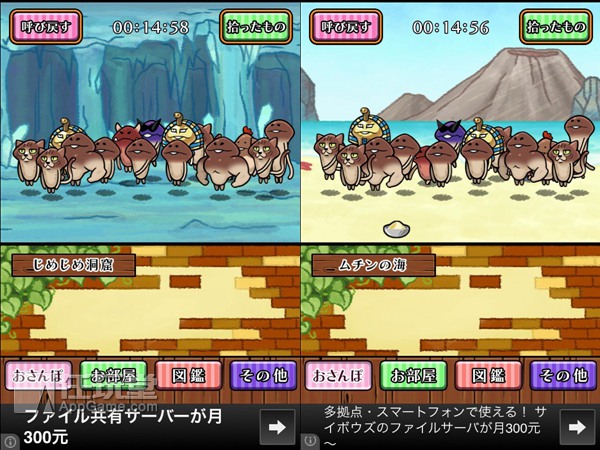 呼び戻す
00:14:58
拾ったもの
じめじめ洞窟
おさんぽ
お部屋
図鑑
その他
任玩堂
AppGame.com
ファイル共有サーバーが月
300元
呼び戻す
00:14:56
拾ったもの
ムチンの海
おさんぽ
お部屋
図鑑
その他
多拠点・スマートフォンで使える！ サ
イボウズのファイルサーバが月300元
～